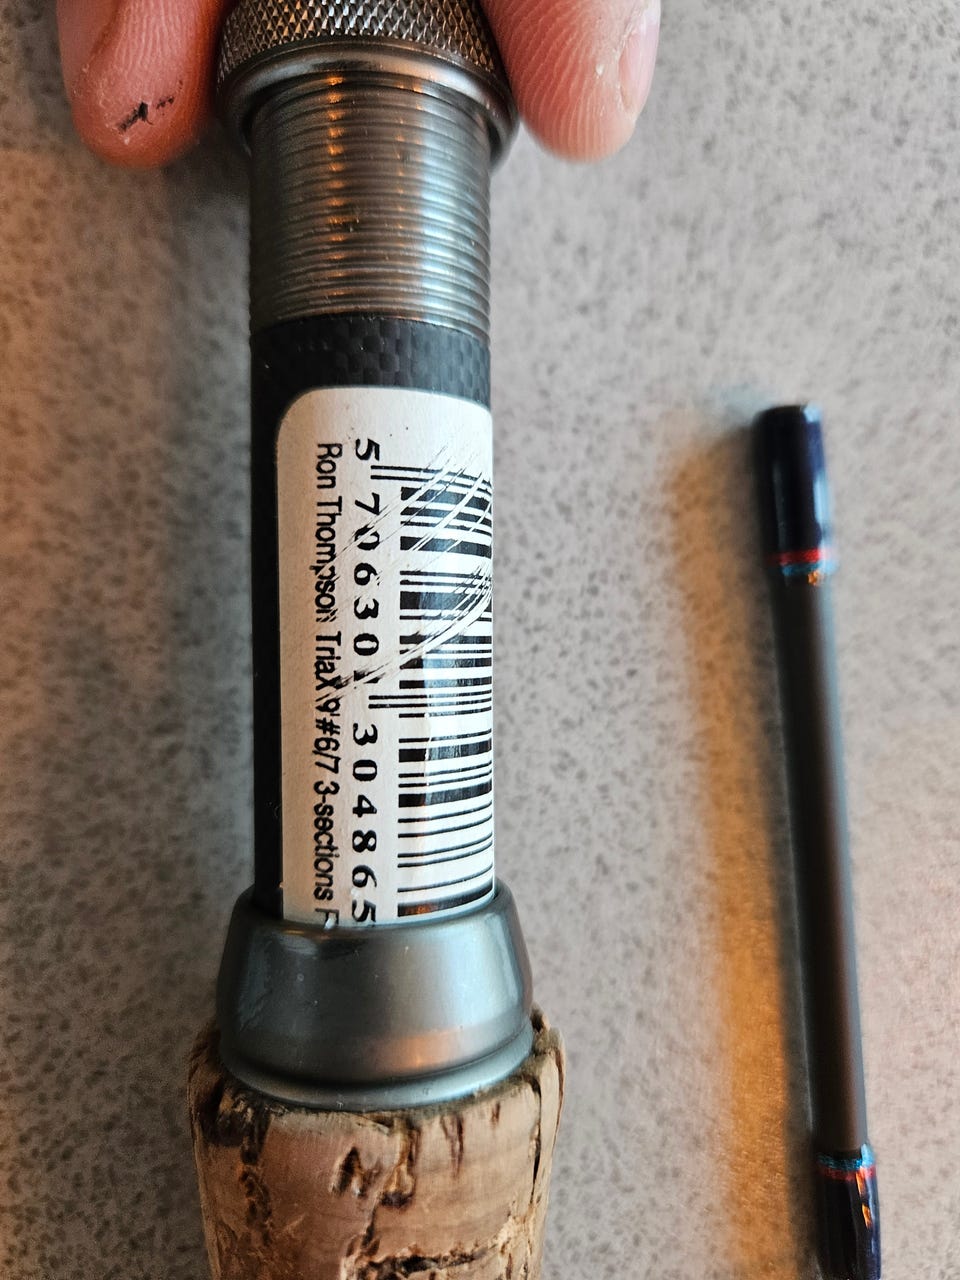 5 706301 304865
Ron Thompson TriaX 9'#6/7 3-sections F